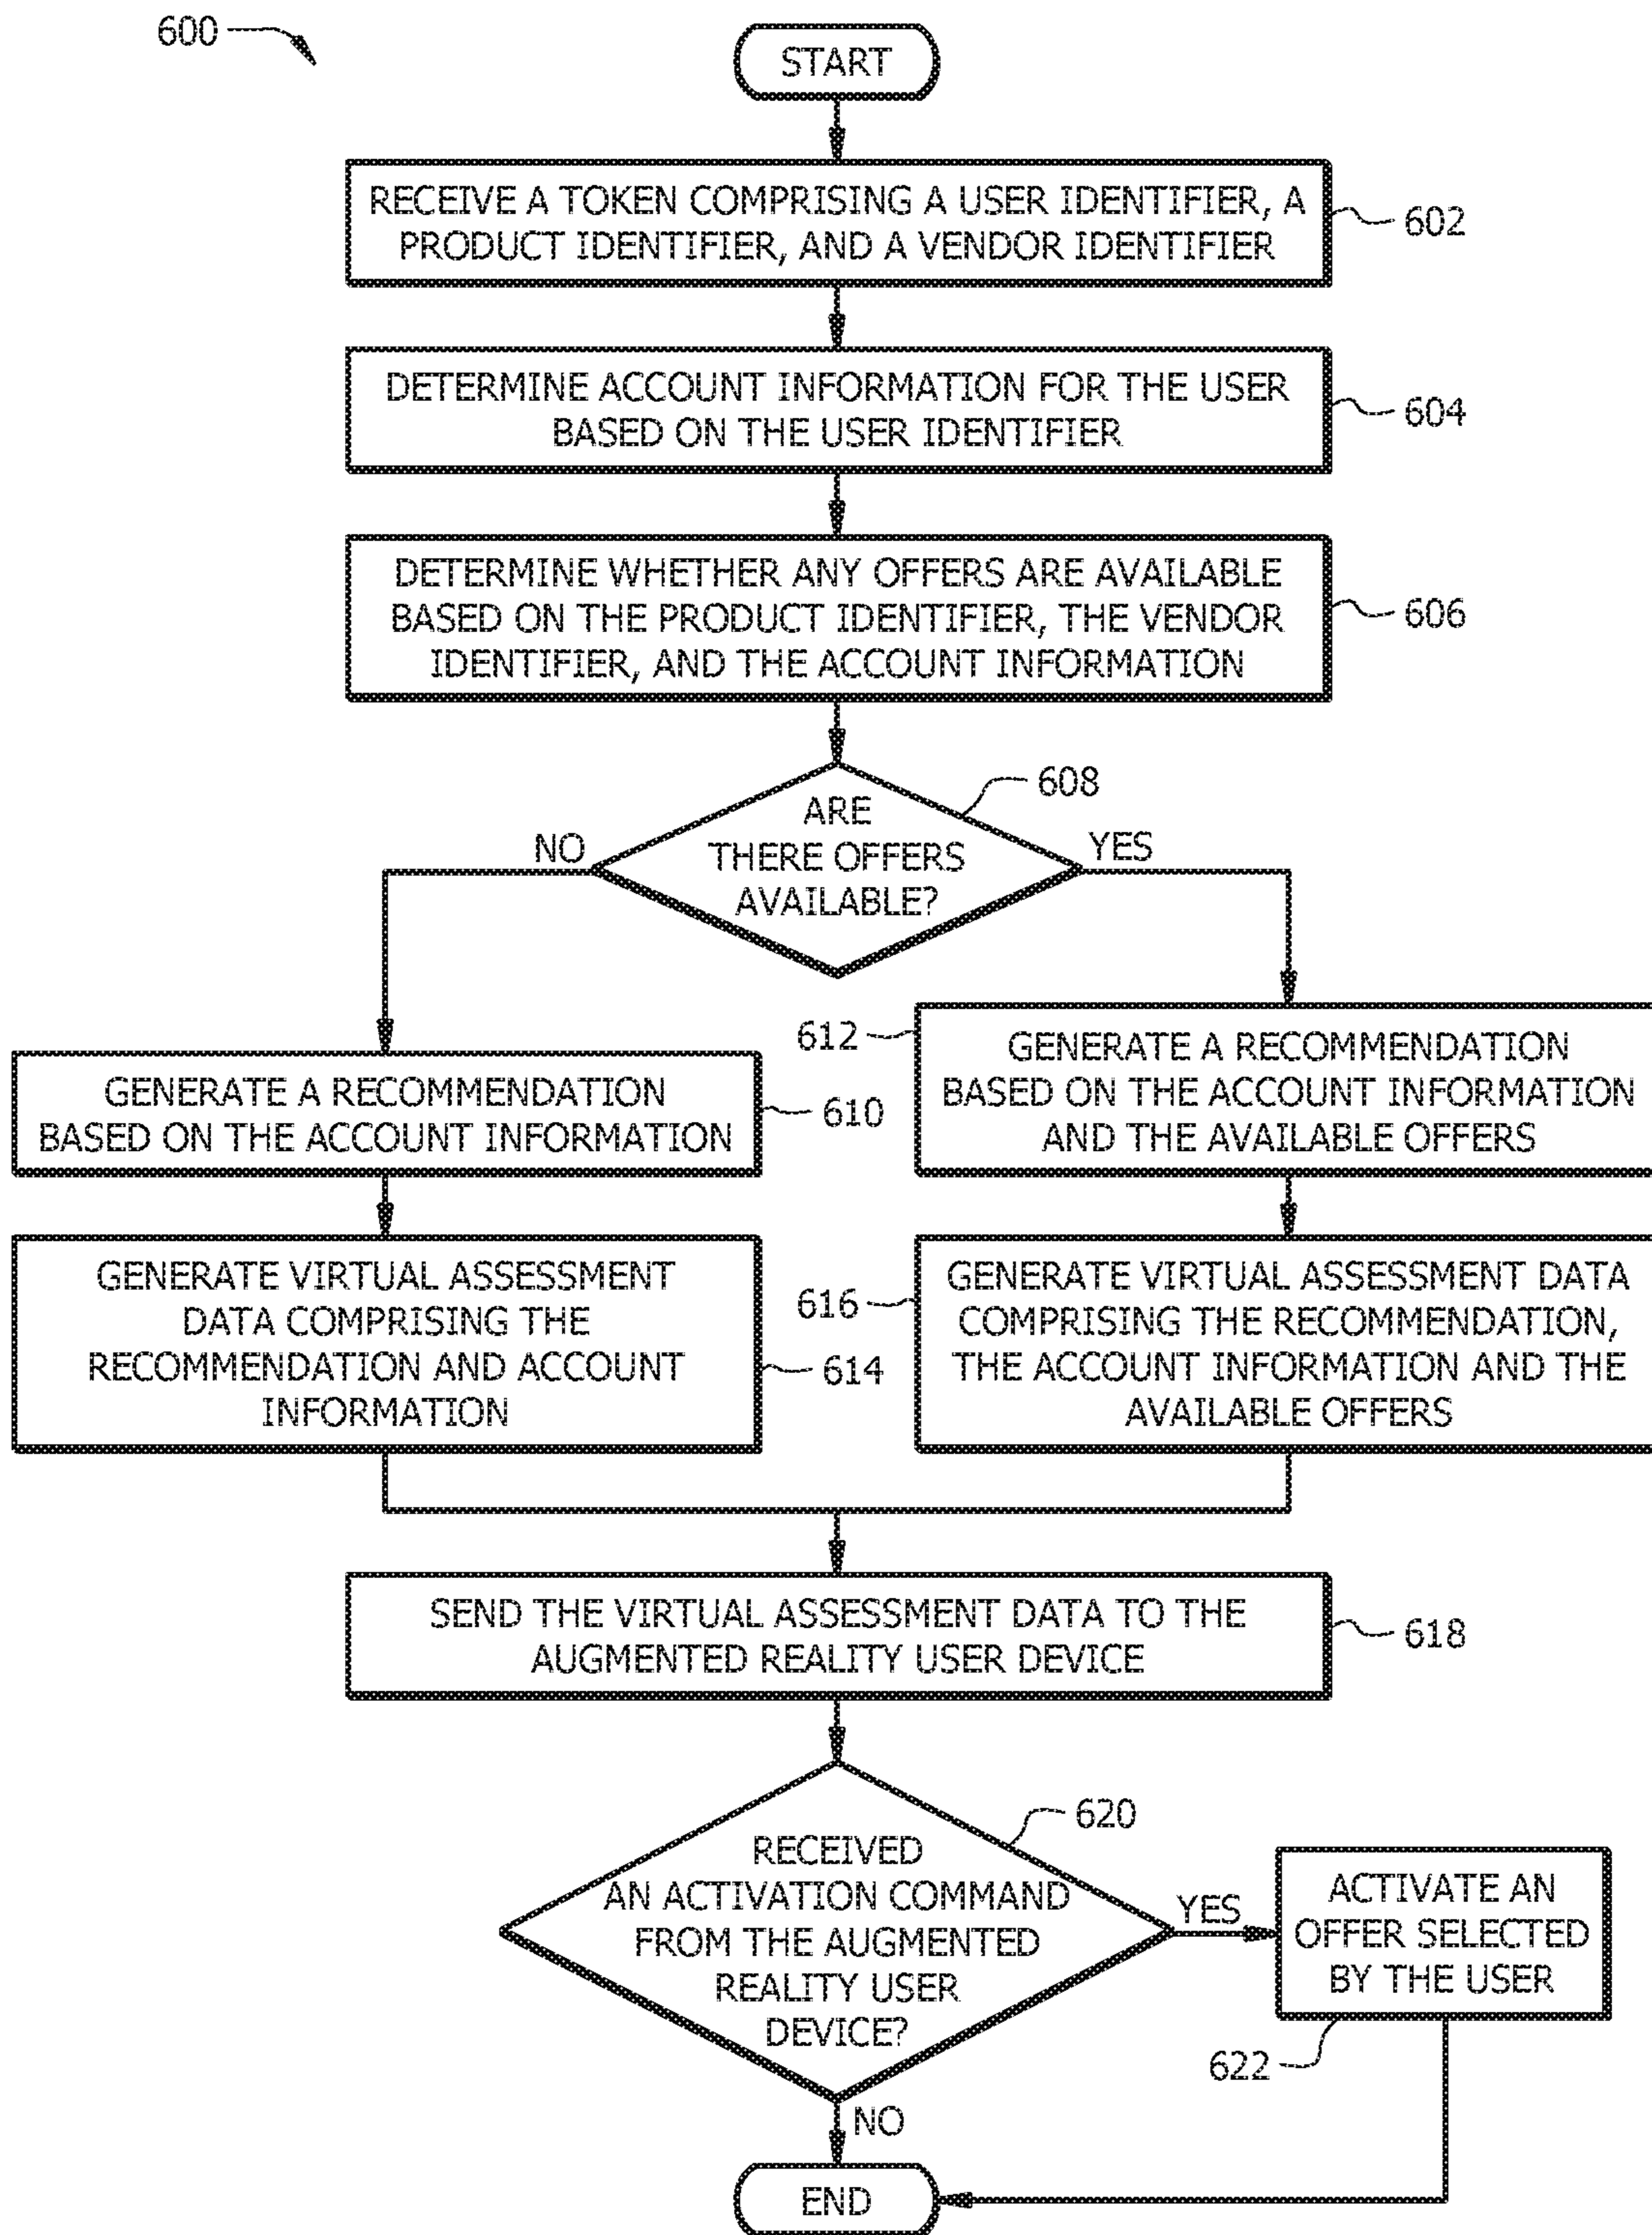 600
START
RECEIVE A TOKEN COMPRISING A USER IDENTIFIER, A
PRODUCT IDENTIFIER, AND A VENDOR IDENTIFIER
602
DETERMINE ACCOUNT INFORMATION FOR THE USER
BASED ON THE USER IDENTIFIER
604
DETERMINE WHETHER ANY OFFERS ARE AVAILABLE
BASED ON THE PRODUCT IDENTIFIER, THE VENDOR
IDENTIFIER, AND THE ACCOUNT INFORMATION
606
608
ARE
THERE OFFERS
AVAILABLE?
NO
YES
GENERATE A RECOMMENDATION
BASED ON THE ACCOUNT INFORMATION
610
612
GENERATE A RECOMMENDATION
BASED ON THE ACCOUNT INFORMATION
AND THE AVAILABLE OFFERS
GENERATE VIRTUAL ASSESSMENT
DATA COMPRISING THE
RECOMMENDATION AND ACCOUNT
INFORMATION
614
616
GENERATE VIRTUAL ASSESSMENT DATA
COMPRISING THE RECOMMENDATION,
THE ACCOUNT INFORMATION AND THE
AVAILABLE OFFERS
SEND THE VIRTUAL ASSESSMENT DATA TO THE
AUGMENTED REALITY USER DEVICE
618
620
RECEIVED
AN ACTIVATION COMMAND
FROM THE AUGMENTED
REALITY USER
DEVICE?
YES
ACTIVATE AN
OFFER SELECTED
BY THE USER
622
NO
END